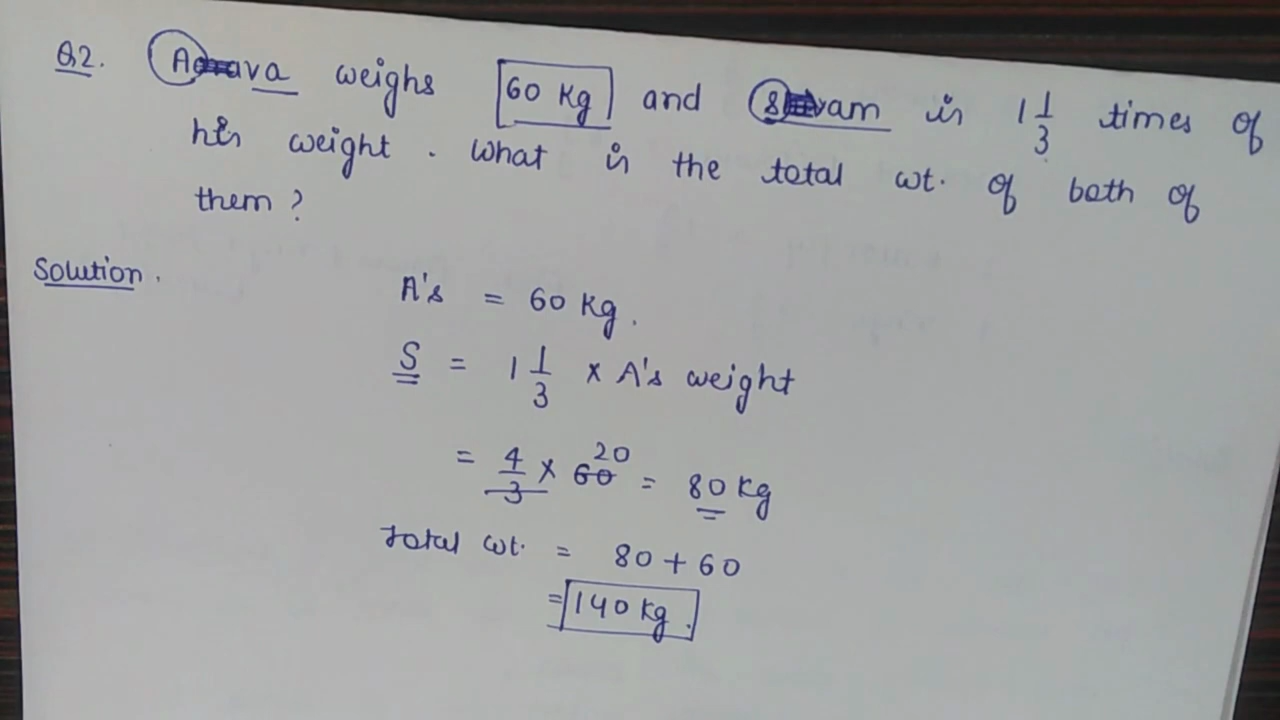 Q2. weighs 60 Kg and is 1 1/3 times of
his weight. What is the total wt. of both of
them?
Solution.
A's = 60 Kg.
S = 1 1/3 x A's weight
= 4/3 x 60 20 = 80 Kg
Total wt. = 80 + 60
= 140 Kg.